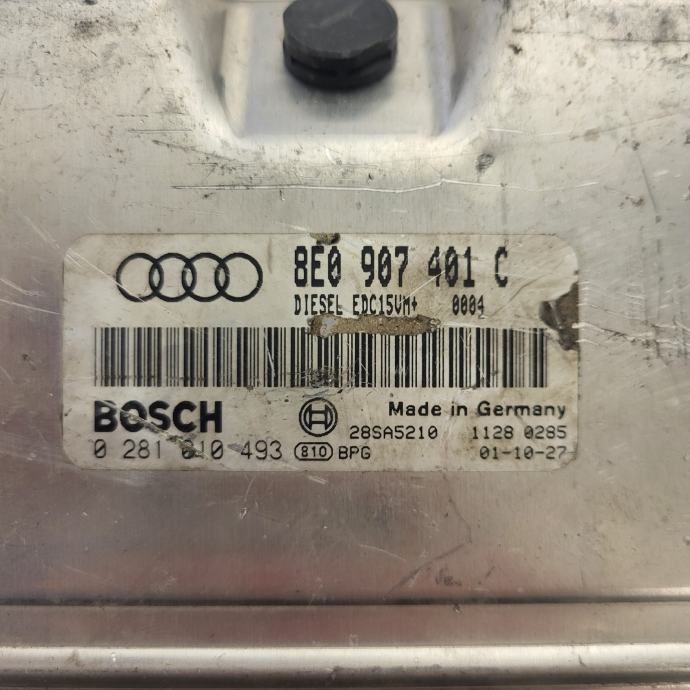 8E0 907 401 C
DIESEL EDC15VM+ 0004
BOSCH
Made in Germany
28SA5210 1128 0285
0 281 010 493 810 BPG 01-10-27